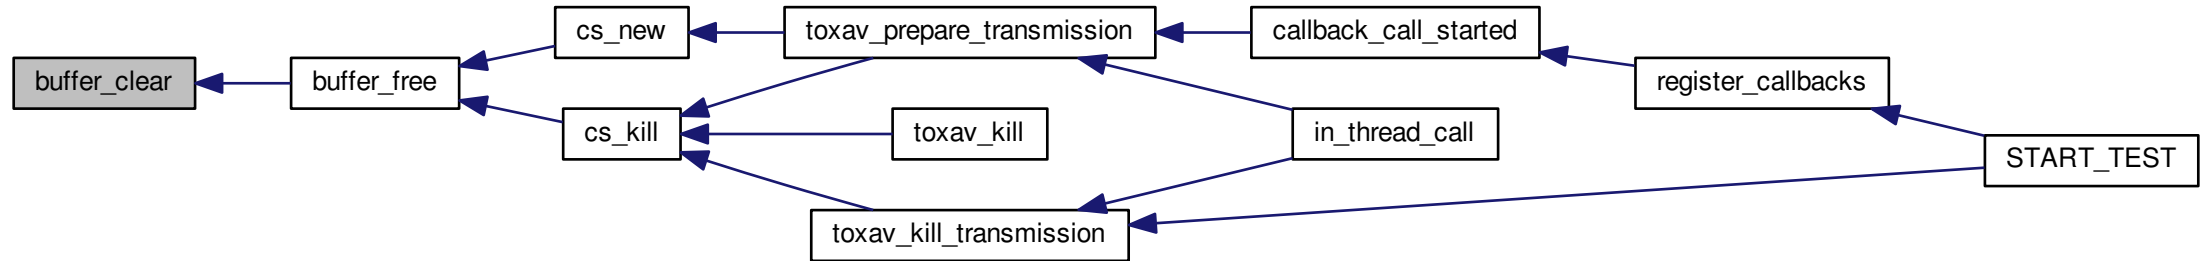 buffer_clear
buffer_free
cs_new
cs_kill
toxav_prepare_transmission
toxav_kill
toxav_kill_transmission
callback_call_started
in_thread_call
register_callbacks
START_TEST